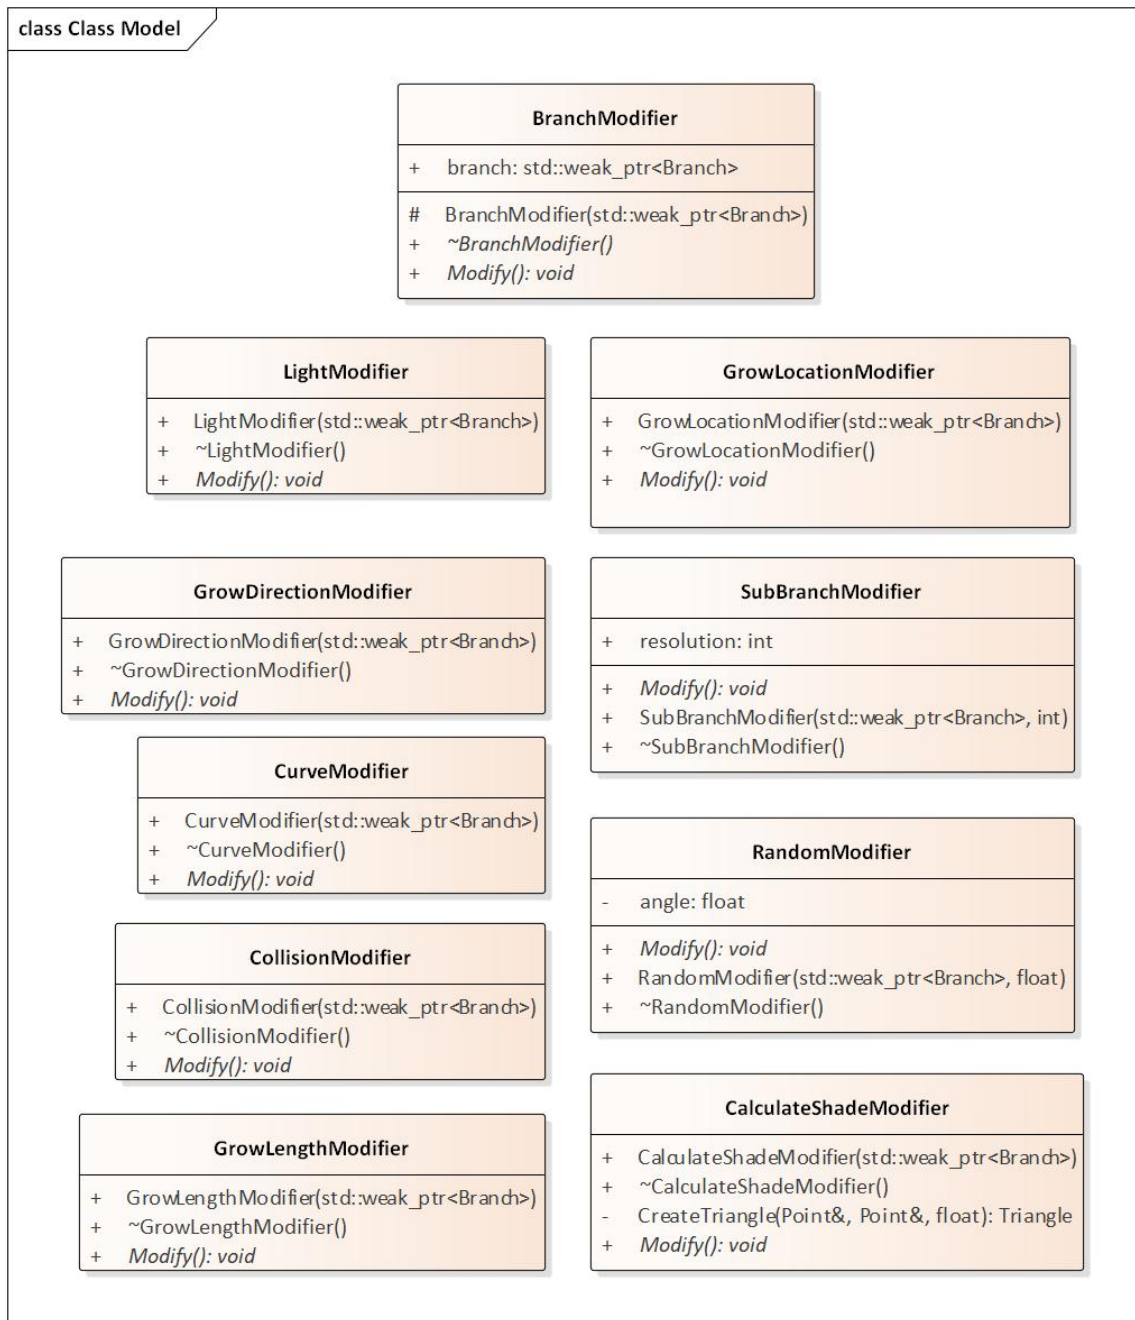 class Class Model
BranchModifier
+ branch: std::weak_ptr<Branch>
# BranchModifier(std::weak_ptr<Branch>)
+ ~BranchModifier()
+ Modify(): void
LightModifier
+ LightModifier(std::weak_ptr<Branch>)
+ ~LightModifier()
+ Modify(): void
GrowLocationModifier
+ GrowLocationModifier(std::weak_ptr<Branch>)
+ ~GrowLocationModifier()
+ Modify(): void
GrowDirectionModifier
+ GrowDirectionModifier(std::weak_ptr<Branch>)
+ ~GrowDirectionModifier()
+ Modify(): void
SubBranchModifier
+ resolution: int
+ Modify(): void
+ SubBranchModifier(std::weak_ptr<Branch>, int)
+ ~SubBranchModifier()
CurveModifier
+ CurveModifier(std::weak_ptr<Branch>)
+ ~CurveModifier()
+ Modify(): void
RandomModifier
- angle: float
+ Modify(): void
+ RandomModifier(std::weak_ptr<Branch>, float)
+ ~RandomModifier()
CollisionModifier
+ CollisionModifier(std::weak_ptr<Branch>)
+ ~CollisionModifier()
+ Modify(): void
CalculateShadeModifier
+ CalculateShadeModifier(std::weak_ptr<Branch>)
+ ~CalculateShadeModifier()
- CreateTriangle(Point&, Point&, float): Triangle
+ Modify(): void
GrowLengthModifier
+ GrowLengthModifier(std::weak_ptr<Branch>)
+ ~GrowLengthModifier()
+ Modify(): void